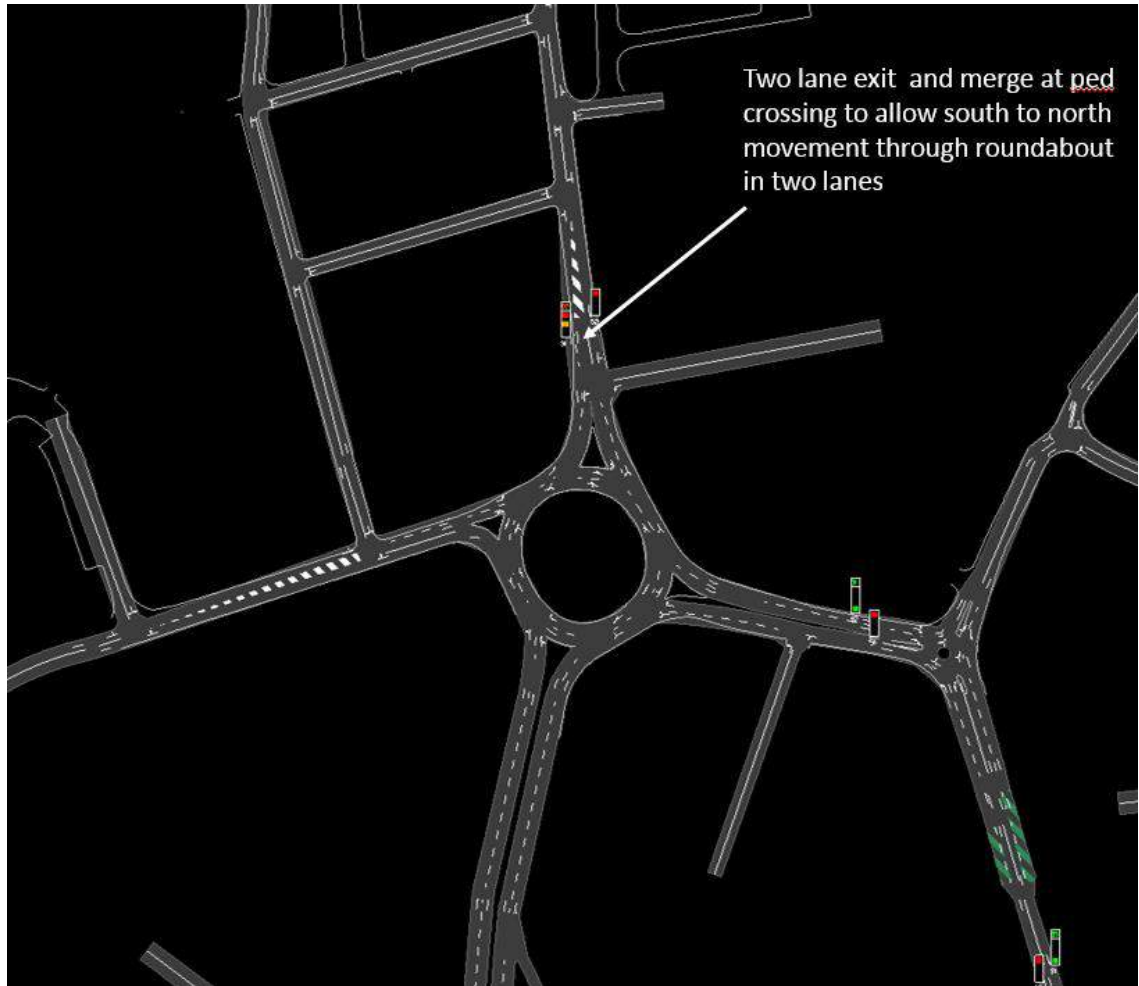 Two lane exit and merge at ped
crossing to allow south to north
movement through roundabout
in two lanes